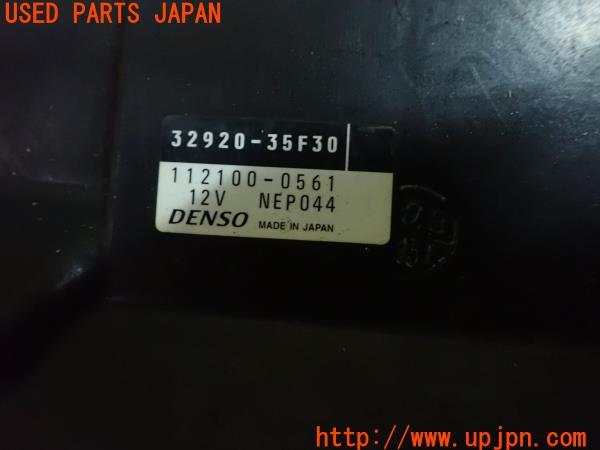 USED PARTS JAPAN
32920-35F30
112100-0561
12V NEP044
DENSO MADE IN JAPAN
http://www.upjpn.com